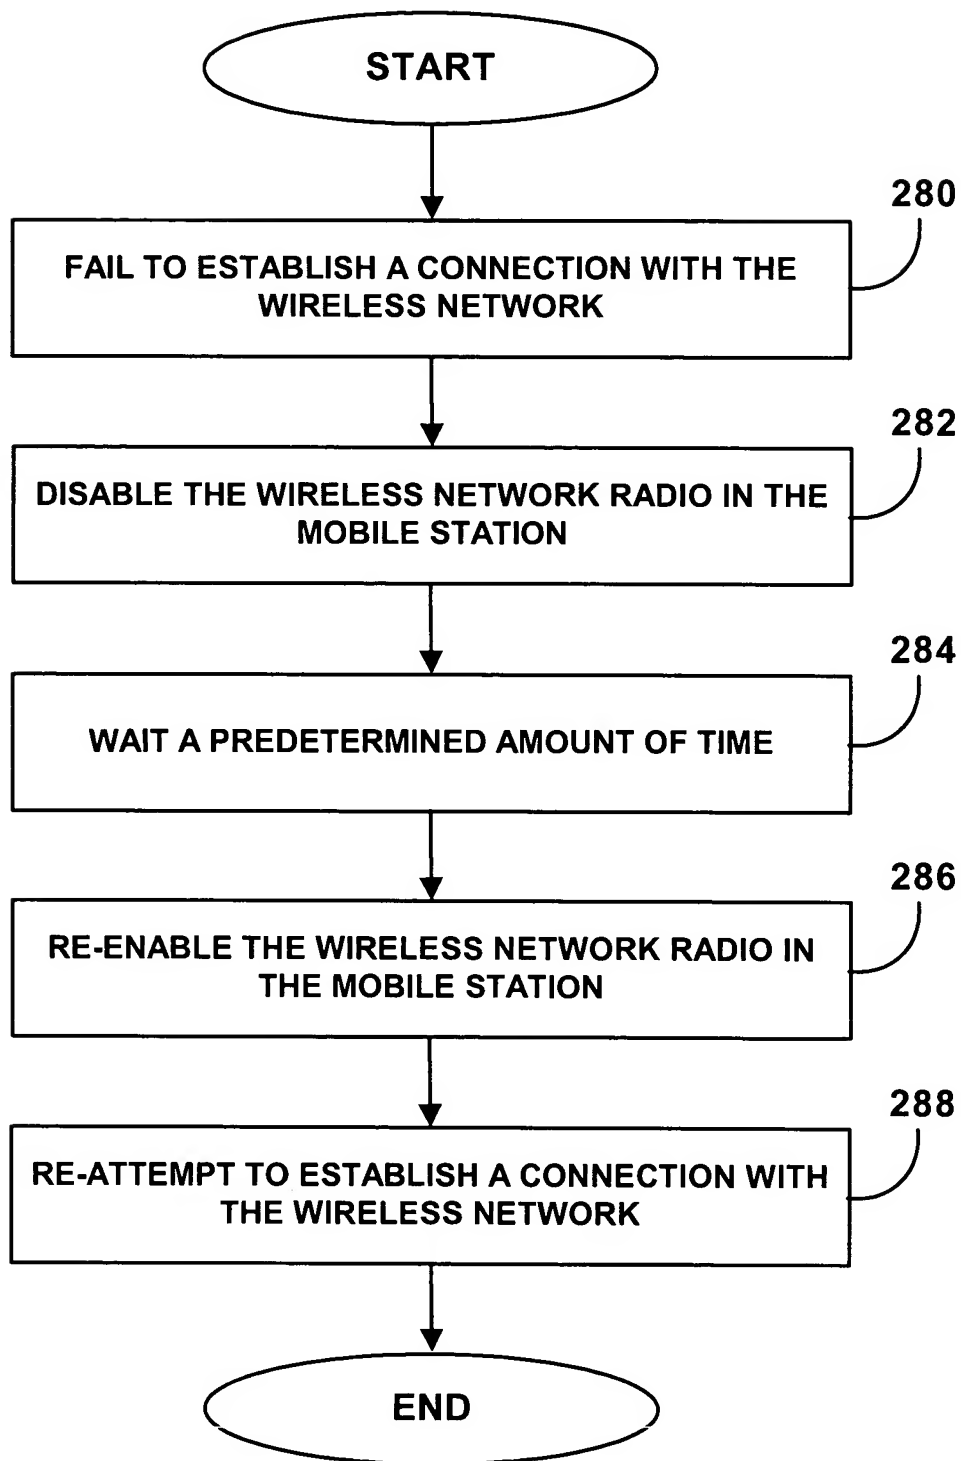 START
280
FAIL TO ESTABLISH A CONNECTION WITH THE
WIRELESS NETWORK
282
DISABLE THE WIRELESS NETWORK RADIO IN THE
MOBILE STATION
284
WAIT A PREDETERMINED AMOUNT OF TIME
286
RE-ENABLE THE WIRELESS NETWORK RADIO IN
THE MOBILE STATION
288
RE-ATTEMPT TO ESTABLISH A CONNECTION WITH
THE WIRELESS NETWORK
END